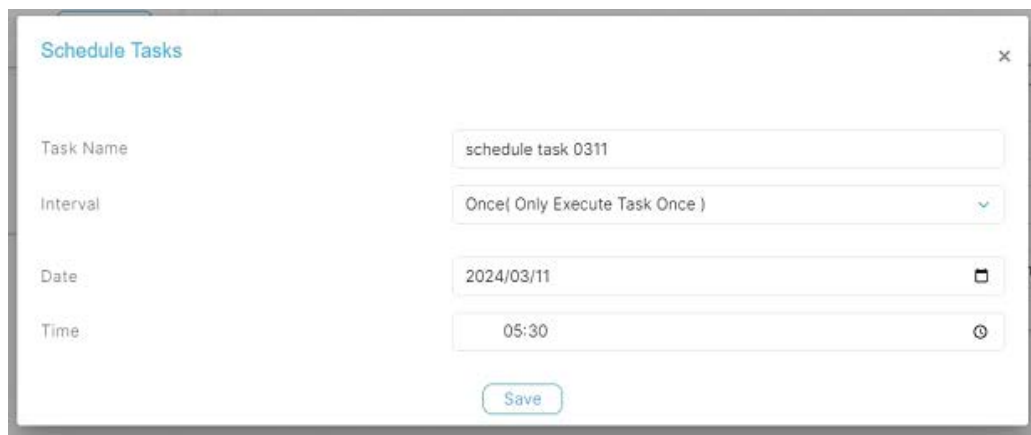 Schedule Tasks
Task Name
schedule task 0311
Interval
Once( Only Execute Task Once )
Date
2024/03/11
Time
05:30
Save